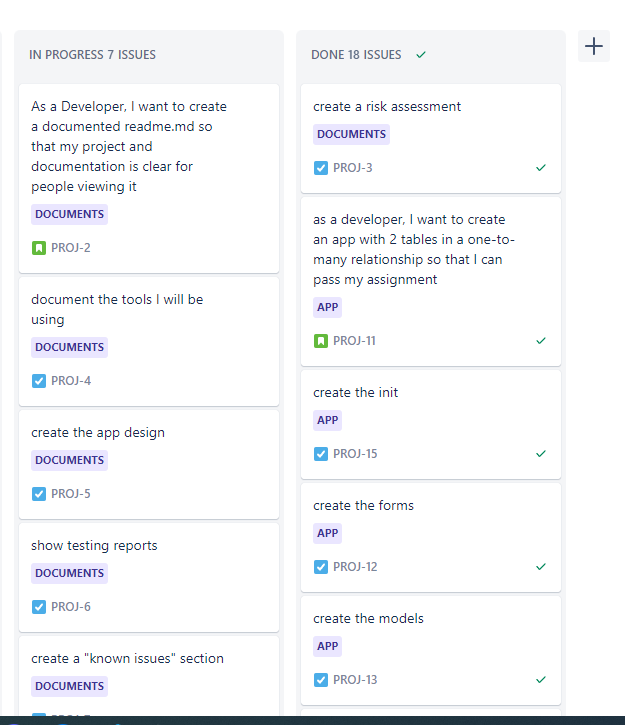 IN PROGRESS 7 ISSUES
As a Developer, I want to create
a documented readme.md so
that my project and
documentation is clear for
people viewing it
DOCUMENTS
PROJ-2
document the tools I will be
using
DOCUMENTS
PROJ-4
create the app design
DOCUMENTS
PROJ-5
show testing reports
DOCUMENTS
PROJ-6
create a "known issues" section
DOCUMENTS
DONE 18 ISSUES
create a risk assessment
DOCUMENTS
PROJ-3
as a developer, I want to create
an app with 2 tables in a one-to-
many relationship so that I can
pass my assignment
APP
PROJ-11
create the init
APP
PROJ-15
create the forms
APP
PROJ-12
create the models
APP
PROJ-13